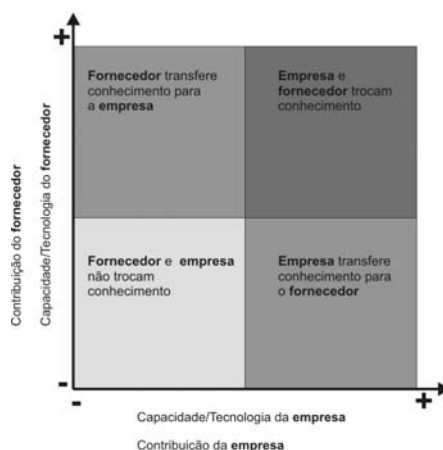 +
Fornecedor transfere
conhecimento para
a empresa
Empresa e
fornecedor trocam
conhecimento
Contribuição do fornecedor
Capacidade/Tecnologia do fornecedor
Fornecedor e empresa
não trocam
conhecimento
Empresa transfere
conhecimento para
o fornecedor
-
- +
Capacidade/Tecnologia da empresa
Contribuição da empresa